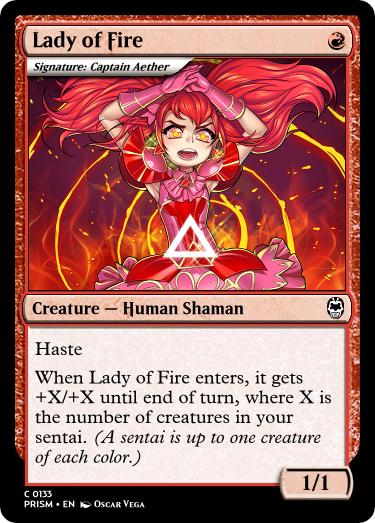 Lady of Fire
Signature: Captain Aether
Creature — Human Shaman
Haste
When Lady of Fire enters, it gets
+X/+X until end of turn, where X is
the number of creatures in your
sentai. (A sentai is up to one creature
of each color.)
1/1
C 0133
PRISM • EN Oscar Vega